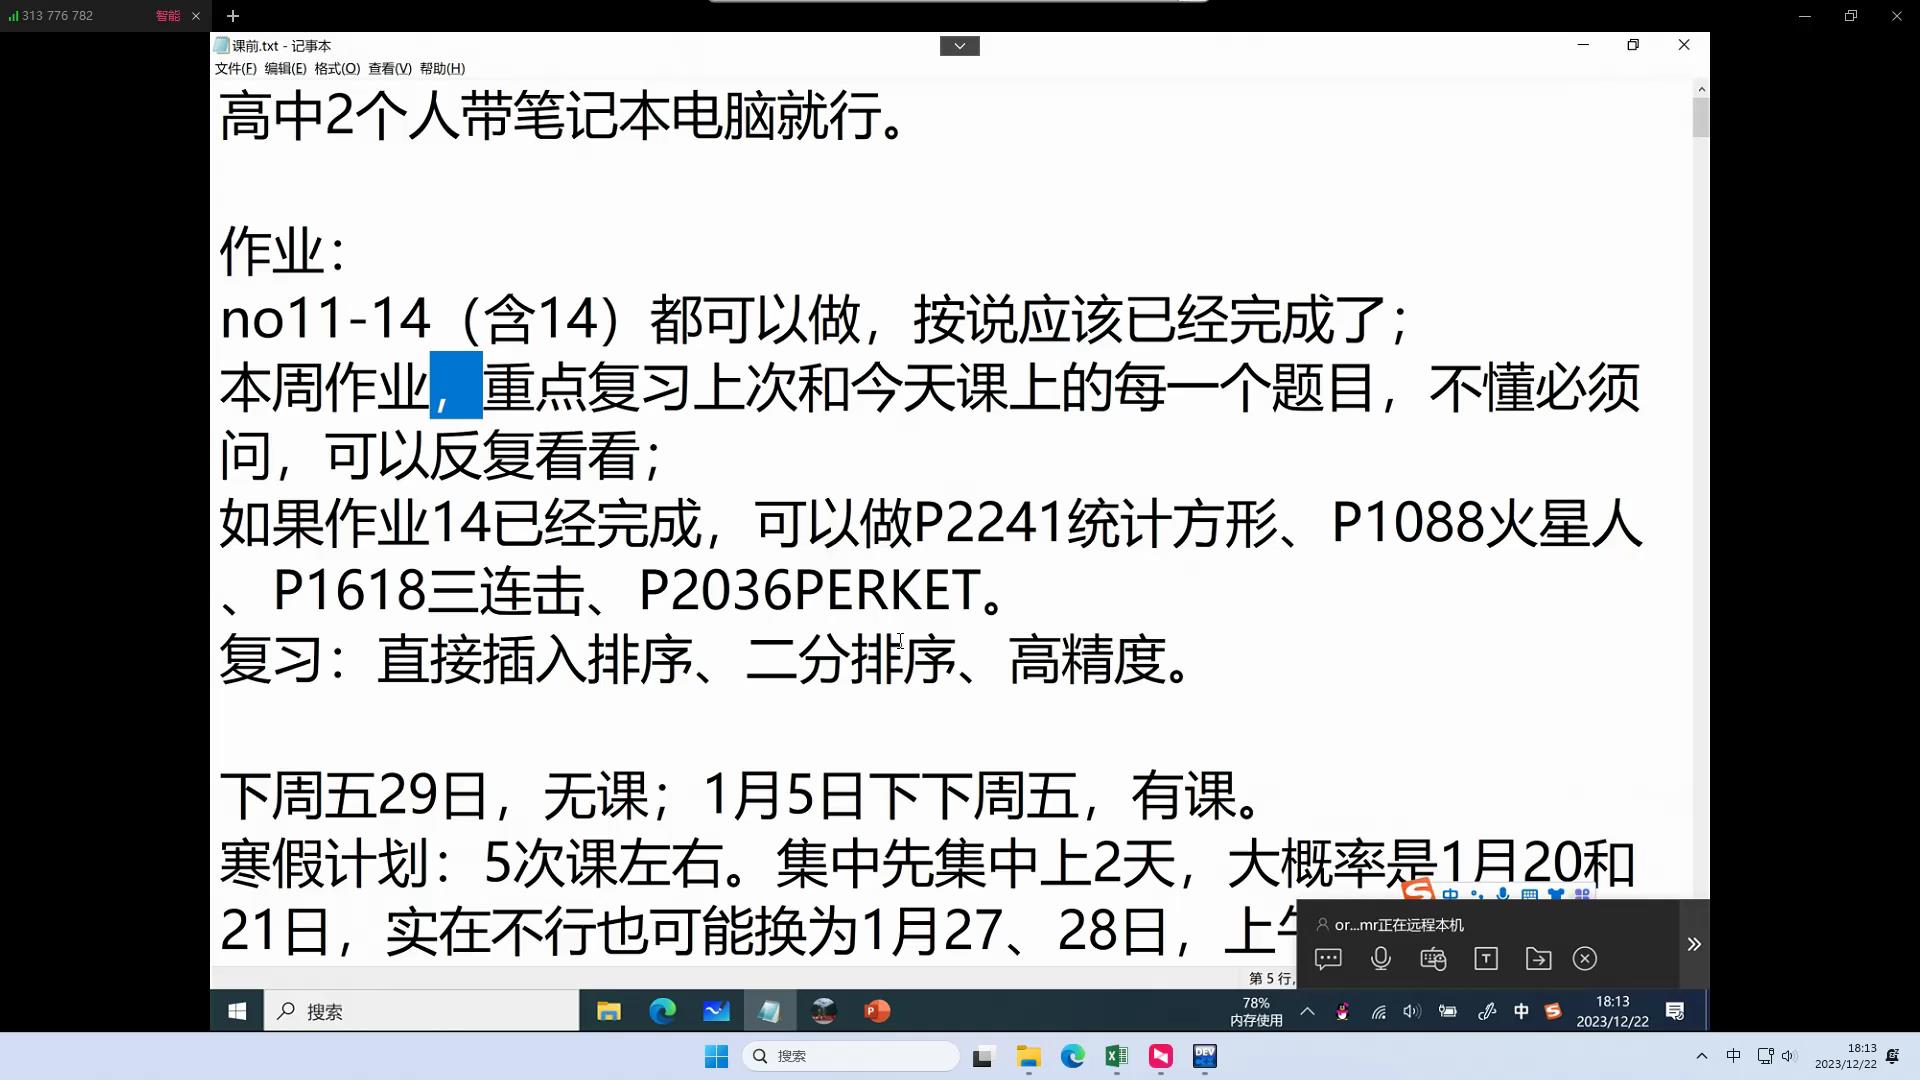 313 776 782 智能
课前.txt - 记事本
文件(F) 编辑(E) 格式(O) 查看(V) 帮助(H)
高中2个人带笔记本电脑就行。
作业：
no11-14（含14）都可以做，按说应该已经完成了；
本周作业，重点复习上次和今天课上的每一个题目，不懂必须
问，可以反复看看；
如果作业14已经完成，可以做P2241统计方形、P1088火星人
、P1618三连击、P2036PERKET。
复习：直接插入排序、二分排序、高精度。
下周五29日，无课；1月5日下下周五，有课。
寒假计划：5次课左右。集中先集中上2天，大概率是1月20和
21日，实在不行也可能换为1月27、28日，上午
中
or...mr正在远程本机
第 5 行,
搜索
78%
内存使用
中
18:13
2023/12/22
搜索
DEV
中
18:13
2023/12/22